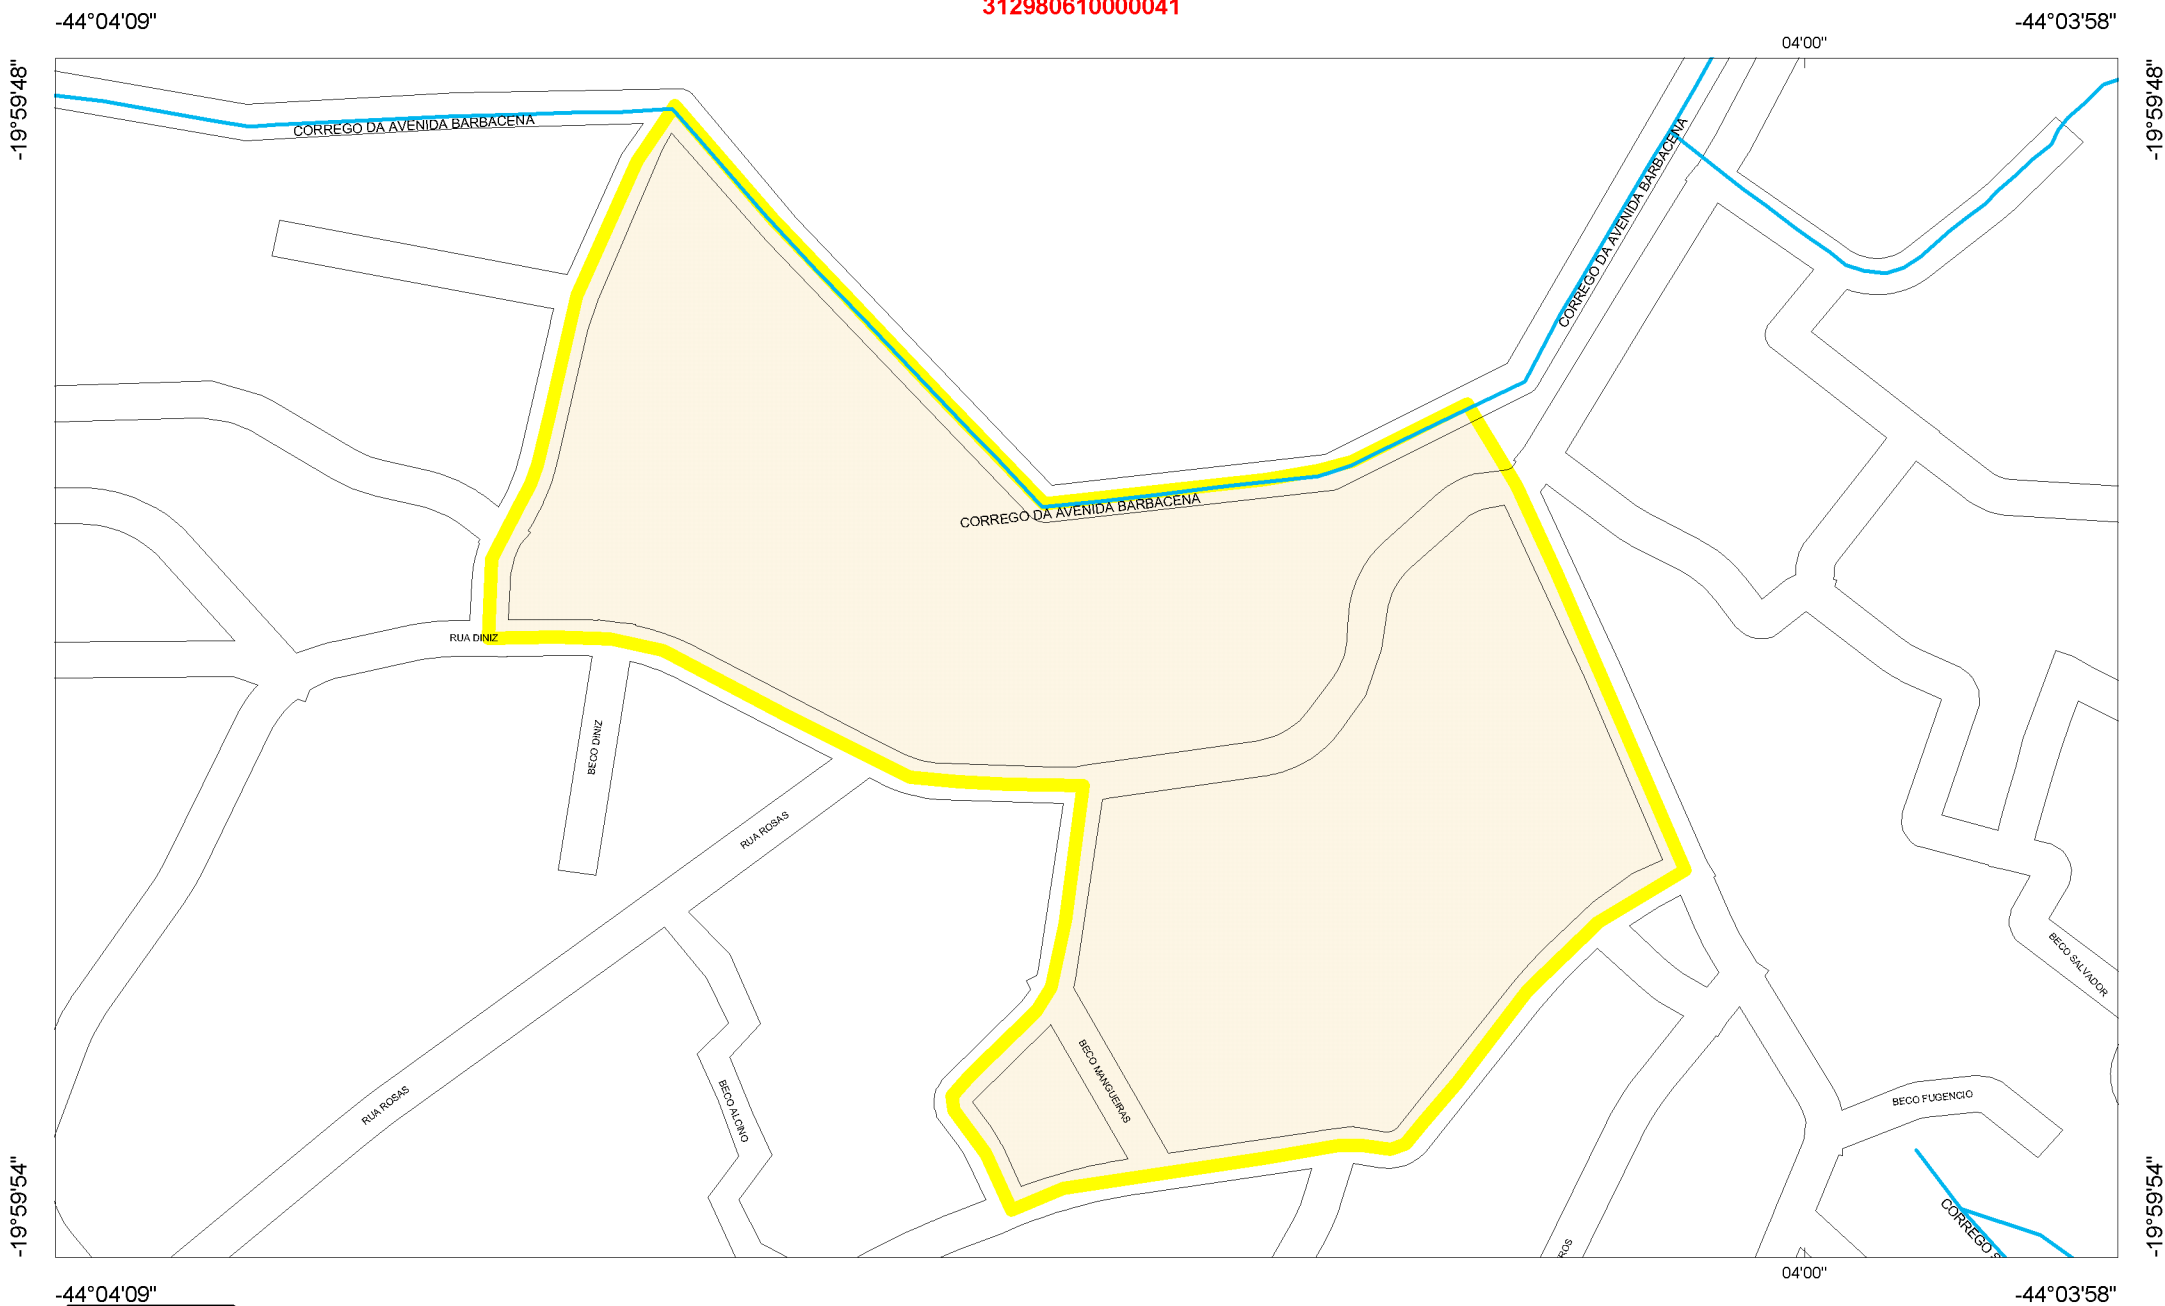 312980610000041
-44°04'09"
-44°03'58"
04'00"
-19°59'48"
-19°59'48"
CORREGO DA AVENIDA BARBACENA
CORREGO DA AVENIDA BARBACENA
CORREGO DA AVENIDA BARBACENA
RUA DINIZ
BECO DINIZ
RUA ROSAS
BECO SALVADOR
BECO MANGUEIRAS
RUA ROSAS
BECO ALCINO
BECO FUGENCIO
-19°59'54"
-19°59'54"
CORREGO S
ROS
04'00"
-44°04'09"
-44°03'58"